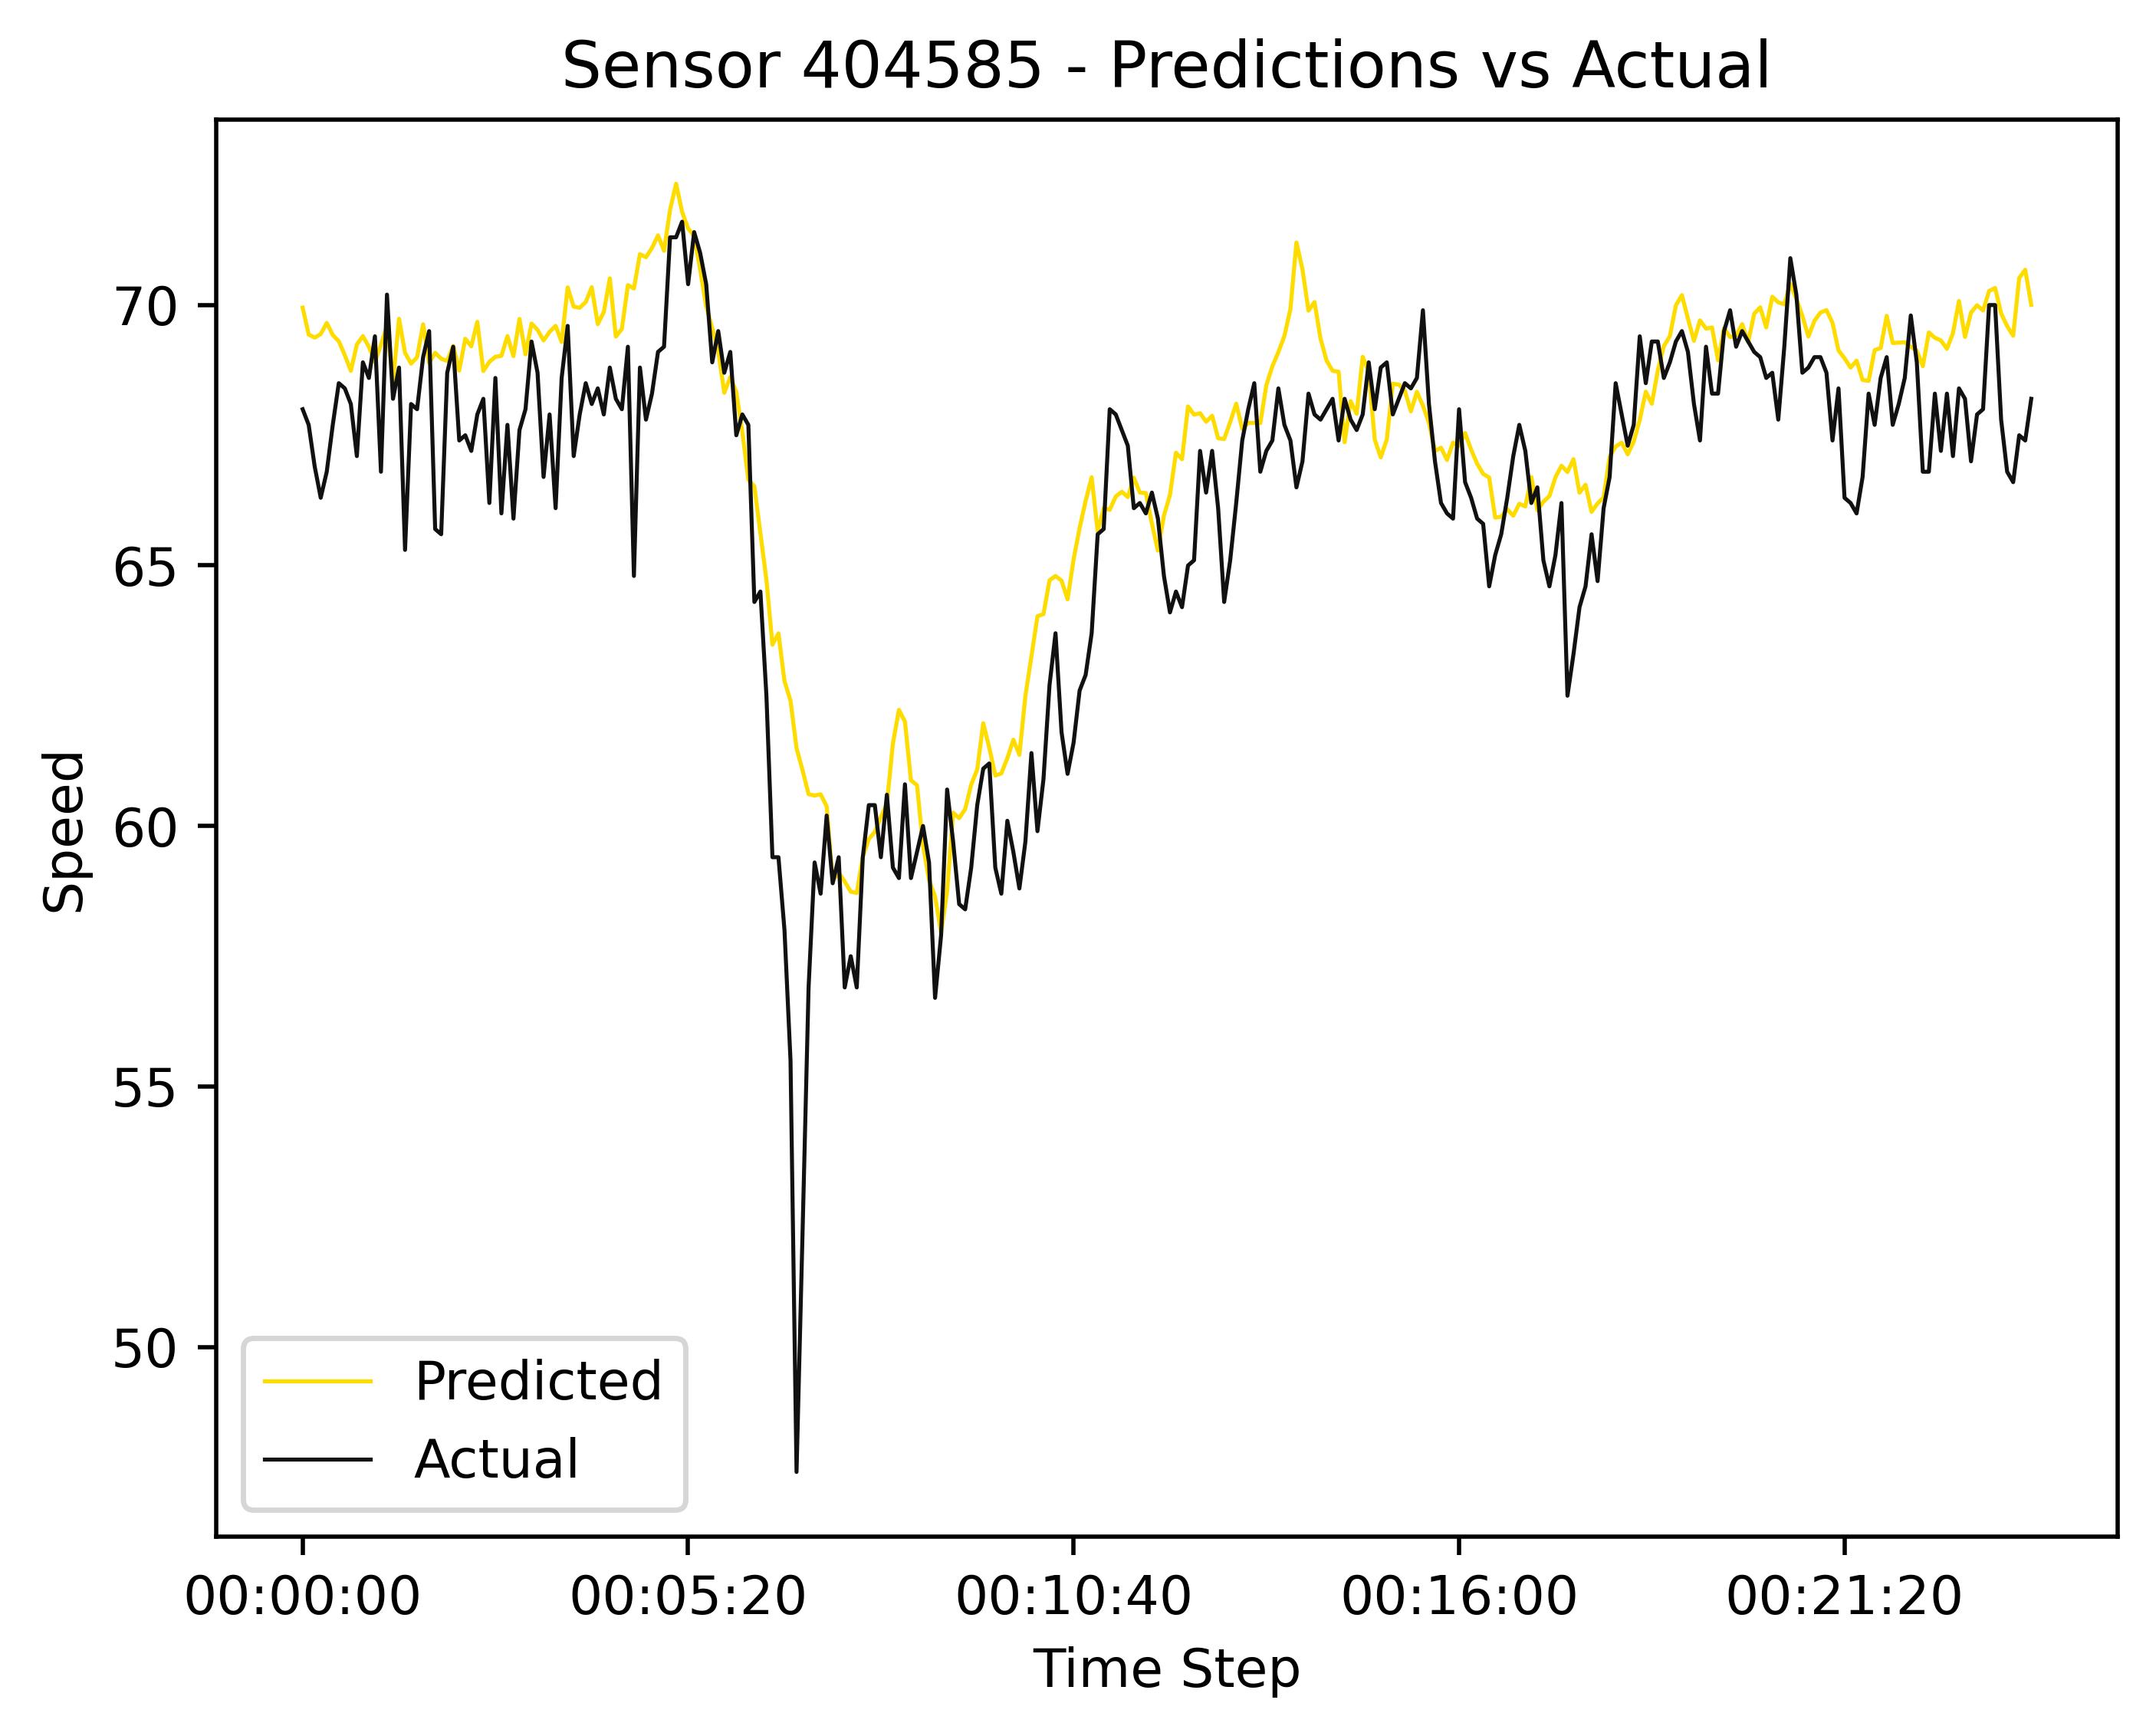 Sensor 404585 - Predictions vs Actual
70
65
60
55
50
Speed
Predicted
Actual
00:00:00 00:05:20 00:10:40 00:16:00 00:21:20
Time Step